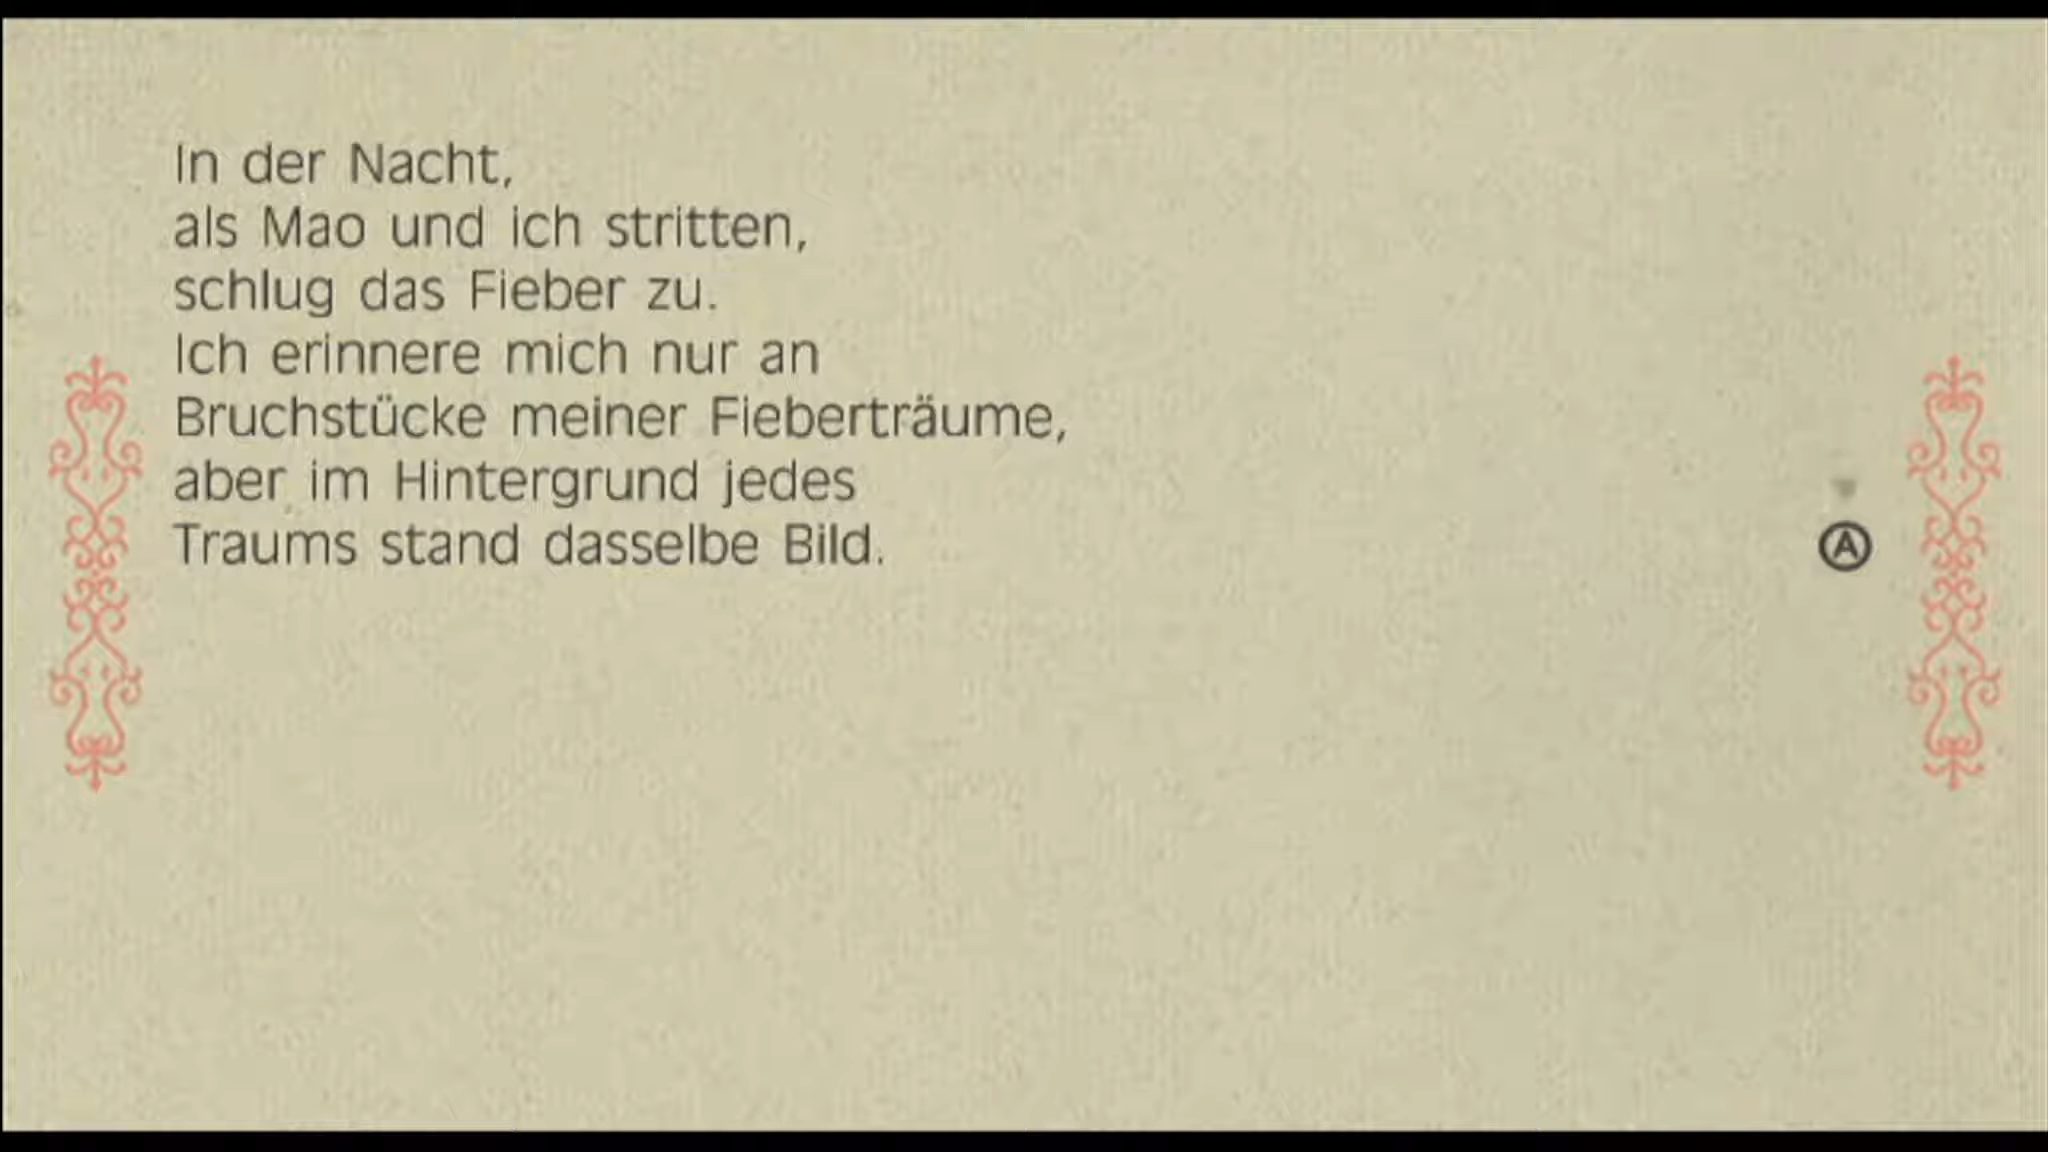 In der Nacht,
als Mao und ich stritten,
schlug das Fieber zu.
Ich erinnere mich nur an
Bruchstücke meiner Fieberträume,
aber im Hintergrund jedes
Traums stand dasselbe Bild.
A